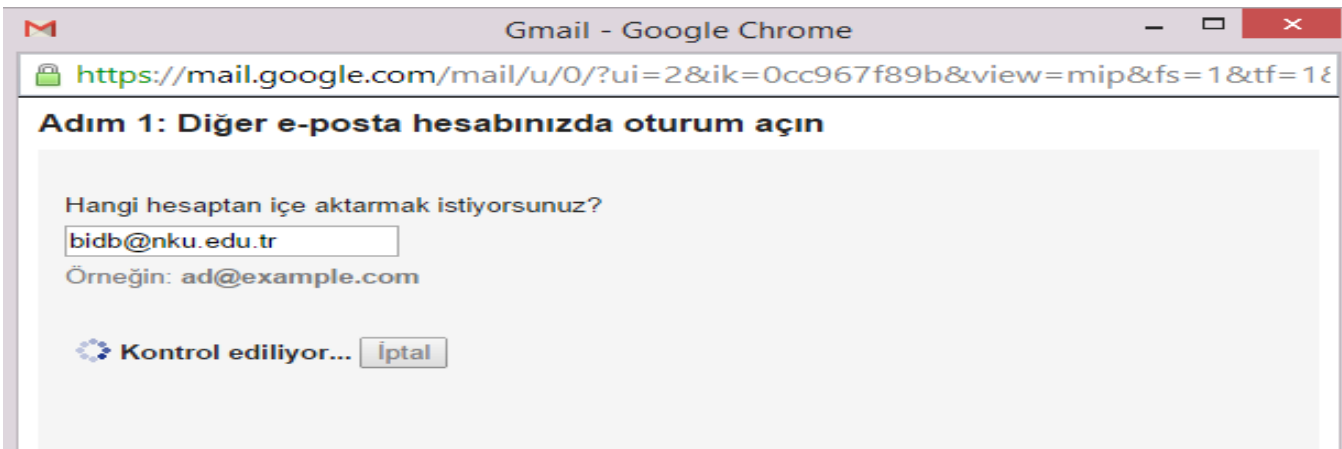 Gmail - Google Chrome
https://mail.google.com/mail/u/0/?ui=2&ik=0cc967f89b&view=mip&fs=1&tf=1&
Adım 1: Diğer e-posta hesabınızda oturum açın
Hangi hesaptan içe aktarmak istiyorsunuz?
bidb@nku.edu.tr
Örneğin: ad@example.com
Kontrol ediliyor... İptal